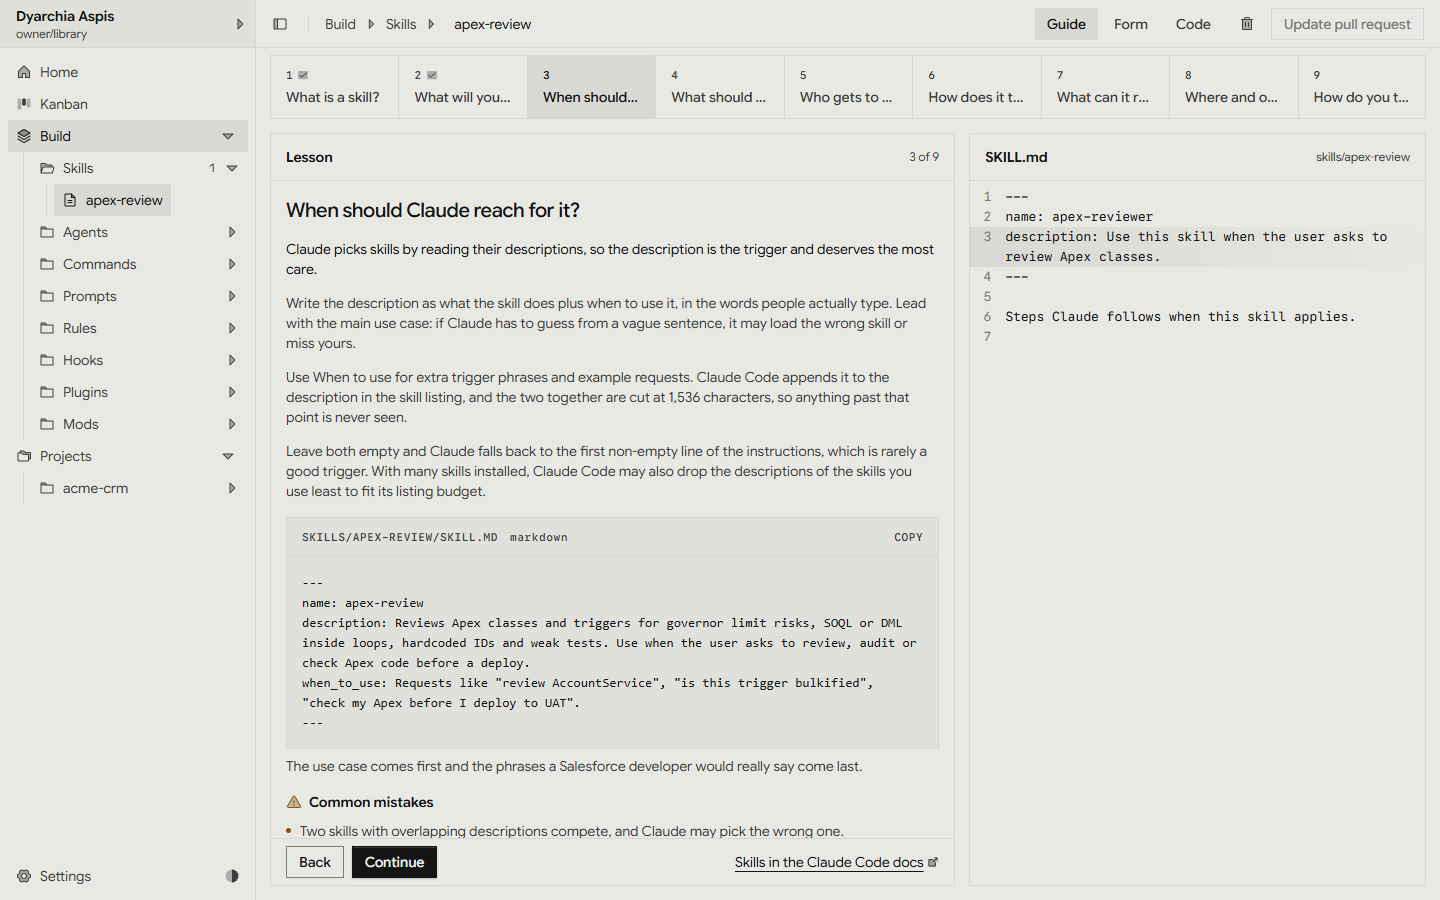 Dyarchia Aspis
owner/library
Home
Kanban
Build
Skills 1
apex-review
Agents
Commands
Prompts
Rules
Hooks
Plugins
Mods
Projects
acme-crm
Settings
Build Skills apex-review
Guide Form Code Update pull request
1
What is a skill?
2
What will you...
3
When should...
4
What should ...
5
Who gets to ...
6
How does it t...
7
What can it r...
8
Where and o...
9
How do you t...
Lesson 3 of 9
When should Claude reach for it?
Claude picks skills by reading their descriptions, so the description is the trigger and deserves the most
care.
Write the description as what the skill does plus when to use it, in the words people actually type. Lead
with the main use case: if Claude has to guess from a vague sentence, it may load the wrong skill or
miss yours.
Use When to use for extra trigger phrases and example requests. Claude Code appends it to the
description in the skill listing, and the two together are cut at 1,536 characters, so anything past that
point is never seen.
Leave both empty and Claude falls back to the first non-empty line of the instructions, which is rarely a
good trigger. With many skills installed, Claude Code may also drop the descriptions of the skills you
use least to fit its listing budget.
SKILLS/APEX-REVIEW/SKILL.MD markdown COPY
---
name: apex-review
description: Reviews Apex classes and triggers for governor limit risks, SOQL or DML
inside loops, hardcoded IDs and weak tests. Use when the user asks to review, audit or
check Apex code before a deploy.
when_to_use: Requests like "review AccountService", "is this trigger bulkified",
"check my Apex before I deploy to UAT".
---
The use case comes first and the phrases a Salesforce developer would really say come last.
Common mistakes
Two skills with overlapping descriptions compete, and Claude may pick the wrong one.
Back Continue Skills in the Claude Code docs
SKILL.md skills/apex-review
1 ---
2 name: apex-reviewer
3 description: Use this skill when the user asks to
review Apex classes.
4 ---
5
6 Steps Claude follows when this skill applies.
7